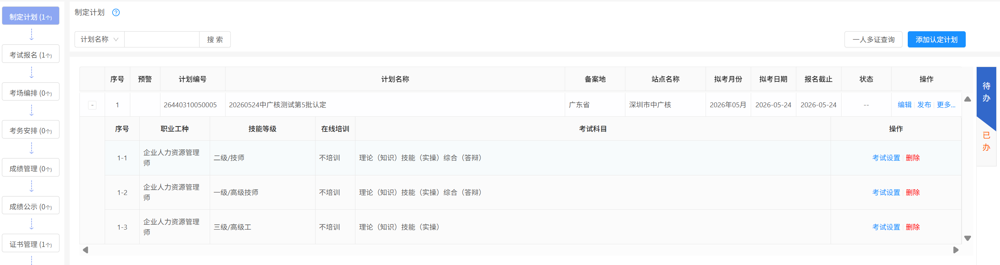 制定计划 (1个)
考试报名 (1个)
考场编排 (0个)
考务安排 (0个)
成绩管理 (0个)
成绩公示 (0个)
证书管理 (1个)
制定计划 ?
计划名称 搜 索 一人多证查询 添加认定计划
序号 预警 计划编号 计划名称 备案地 站点名称 拟考月份 拟考日期 报名截止 状态 操作
- 1 26440310050005 20260524中广核测试第5批认定 广东省 深圳市中广核 2026年05月 2026-05-24 2026-05-24 -- 编辑 发布 更多...
序号 职业工种 技能等级 在线培训 考试科目 操作
1-1 企业人力资源管理师 二级/技师 不培训 理论（知识）技能（实操）综合（答辩） 考试设置 删除
1-2 企业人力资源管理师 一级/高级技师 不培训 理论（知识）技能（实操）综合（答辩） 考试设置 删除
1-3 企业人力资源管理师 三级/高级工 不培训 理论（知识）技能（实操） 考试设置 删除
待办
已办